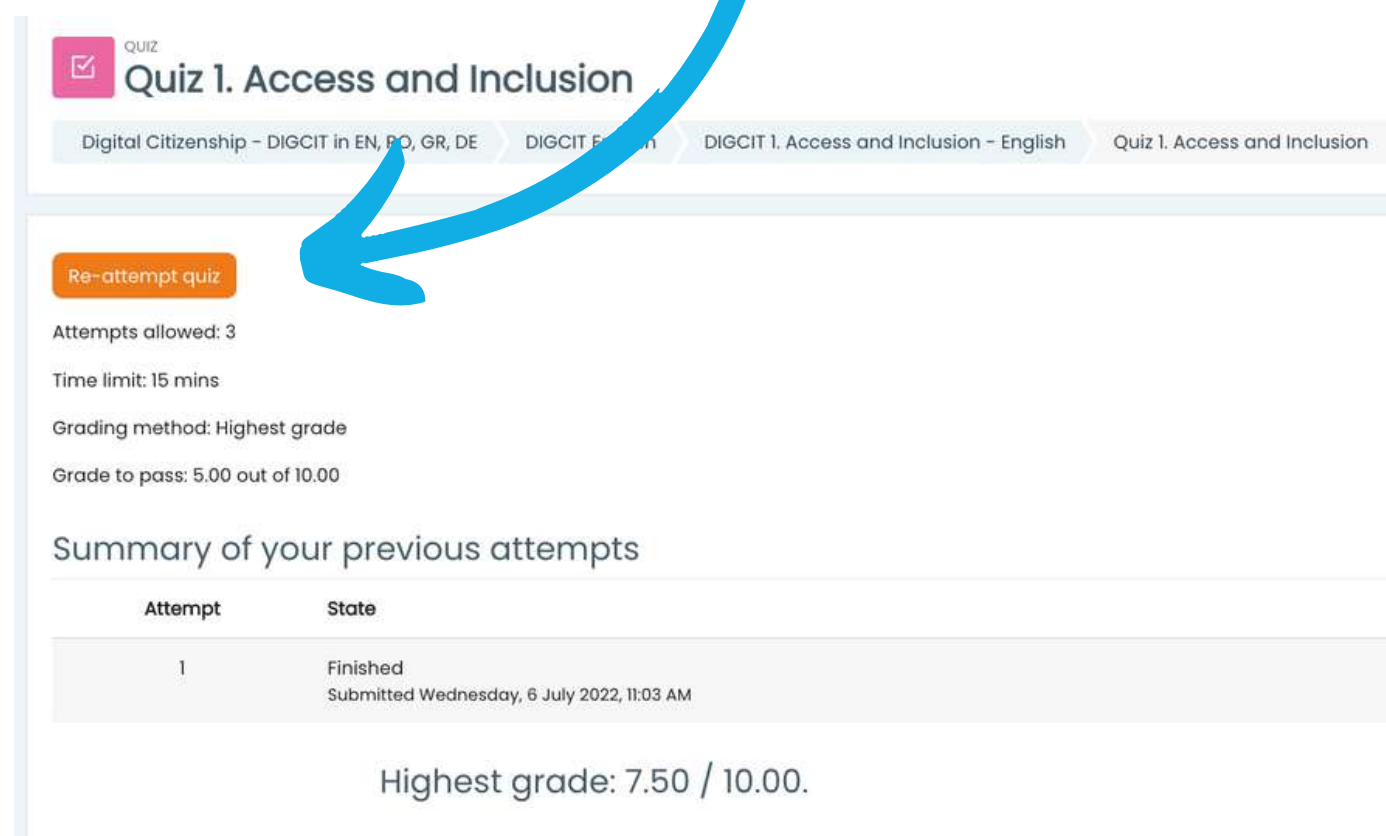 QUIZ
Quiz 1. Access and Inclusion
Digital Citizenship - DIGCIT in EN, RO, GR, DE DIGCIT DIGCIT 1. Access and Inclusion - English Quiz 1. Access and Inclusion
Re-attempt quiz
Attempts allowed: 3
Time limit: 15 mins
Grading method: Highest grade
Grade to pass: 5.00 out of 10.00
Summary of your previous attempts
Attempt State
1 Finished
Submitted Wednesday, 6 July 2022, 11:03 AM
Highest grade: 7.50 / 10.00.